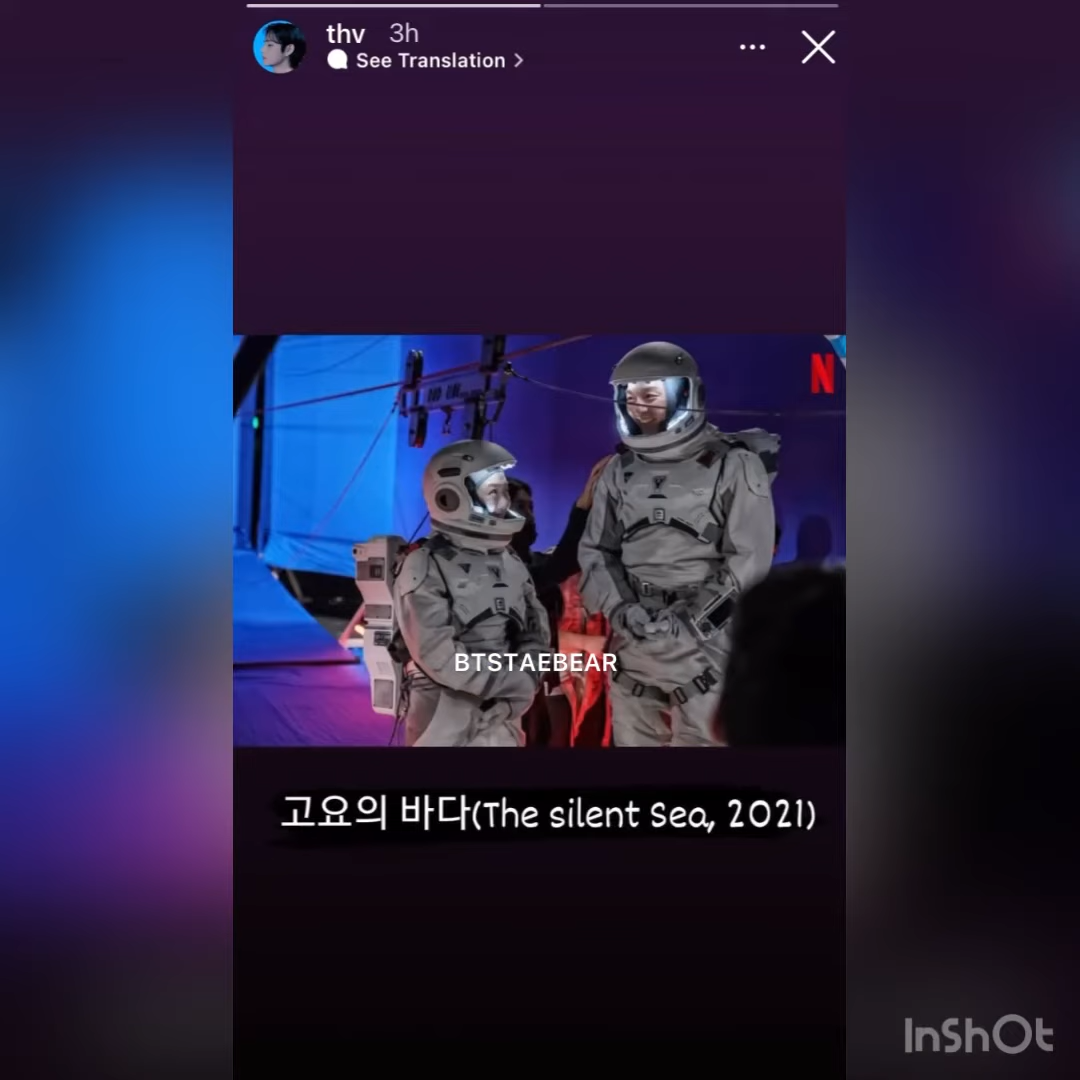 thv 3h
See Translation
N
BTSTAEBEAR
고요의 바다(The silent Sea, 2021)
InShOt